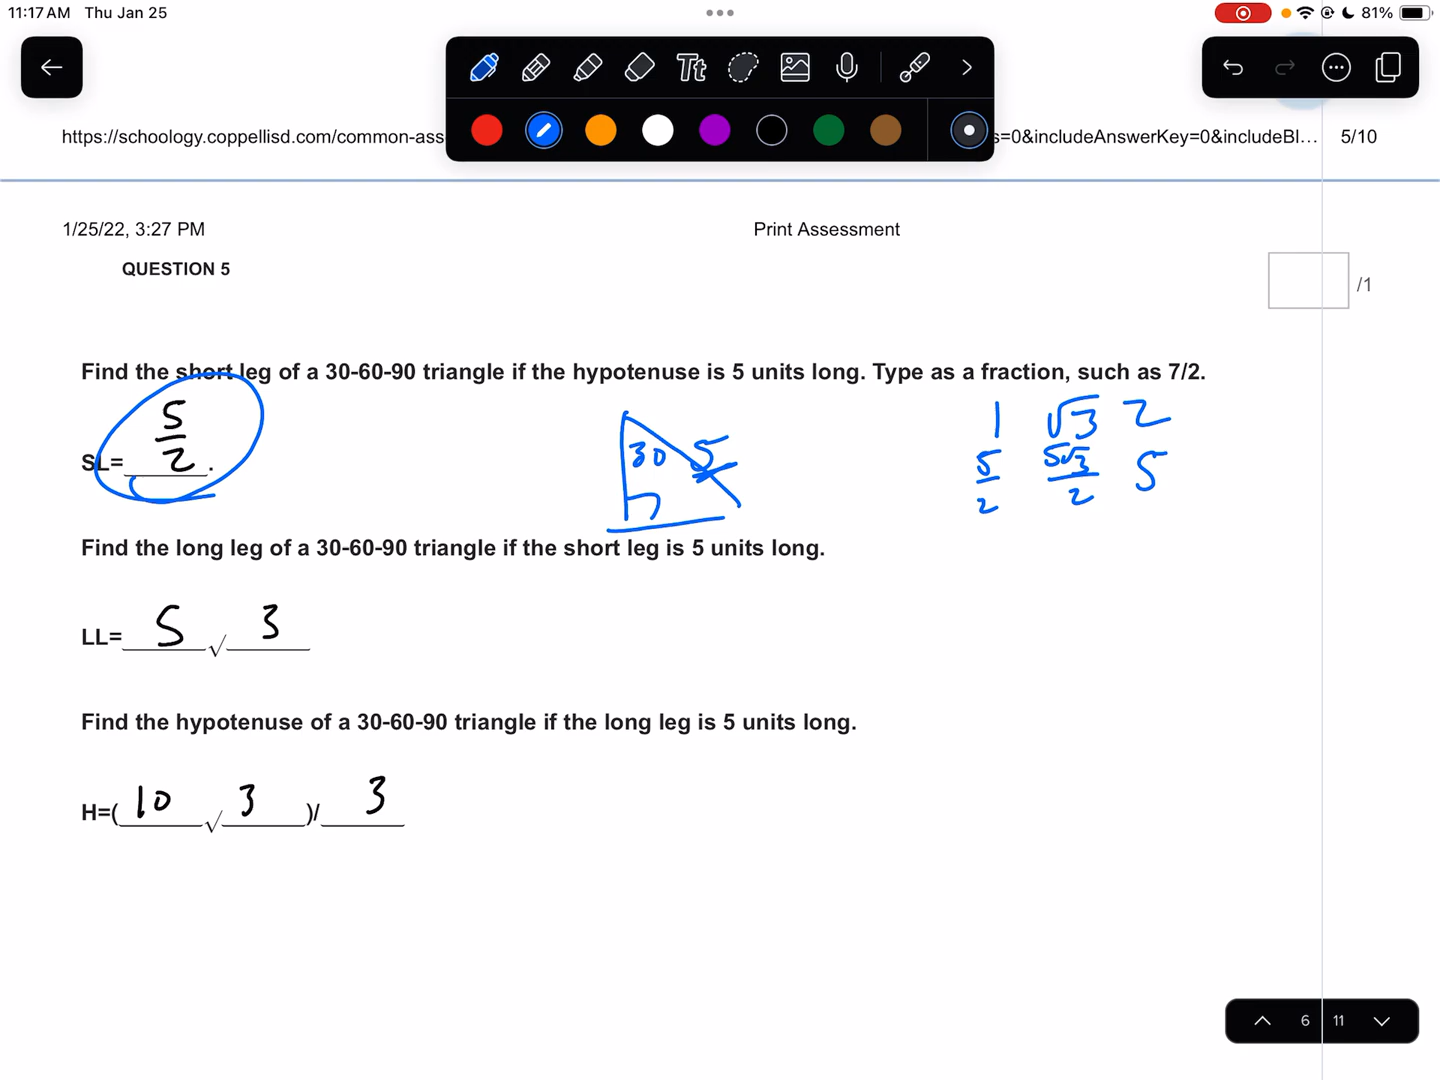 11:17 AM Thu Jan 25 81%
Tt
https://schoology.coppellisd.com/common-ass s=0&includeAnswerKey=0&includeBl... 5/10
1/25/22, 3:27 PM Print Assessment
QUESTION 5
/1
Find the short leg of a 30-60-90 triangle if the hypotenuse is 5 units long. Type as a fraction, such as 7/2.
1 √3 2
SL= 5/2 .
30 5
5/2 5√3/2 5
Find the long leg of a 30-60-90 triangle if the short leg is 5 units long.
LL= 5 √ 3
Find the hypotenuse of a 30-60-90 triangle if the long leg is 5 units long.
H=( 10 √ 3 )/ 3
6 11